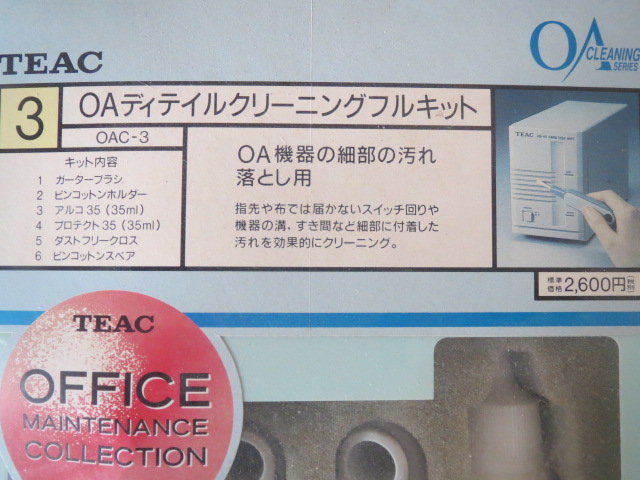 TEAC
OA CLEANING SERIES
3
OAディテイルクリーニングフルキット
OAC-3
キット内容
1 ガーターブラシ
2 ピンコットンホルダー
3 アルコ35（35ml）
4 プロテクト35（35ml）
5 ダストフリークロス
6 ピンコットンスペア
OA機器の細部の汚れ
落とし用
指先や布では届かないスイッチ回りや
機器の溝，すき間など細部に付着した
汚れを効果的にクリーニング。
TEAC
標準価格 2,600円（税別）
TEAC
OFFICE
MAINTENANCE
COLLECTION